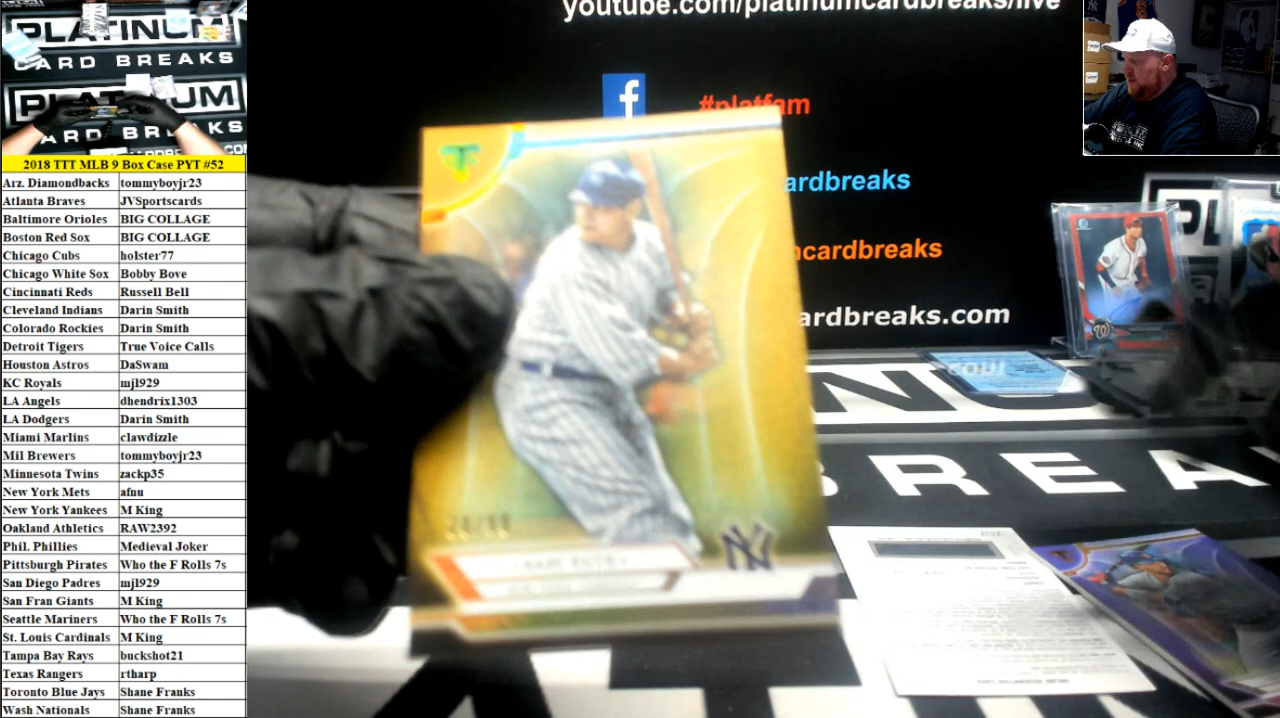 PLATINUM
CARD BREAKS
PLATINUM
CARD BREAKS
2018 TTT MLB 9 Box Case PYT #52
Arz. Diamondbacks tommyboyjr23
Atlanta Braves JVSportscards
Baltimore Orioles BIG COLLAGE
Boston Red Sox BIG COLLAGE
Chicago Cubs holster77
Chicago White Sox Bobby Bove
Cincinnati Reds Russell Bell
Cleveland Indians Darin Smith
Colorado Rockies Darin Smith
Detroit Tigers True Voice Calls
Houston Astros DaSwam
KC Royals mjl929
LA Angels dhendrix1303
LA Dodgers Darin Smith
Miami Marlins clawdizzle
Mil Brewers tommyboyjr23
Minnesota Twins zackp35
New York Mets afnu
New York Yankees M King
Oakland Athletics RAW2392
Phil. Phillies Medieval Joker
Pittsburgh Pirates Who the F Rolls 7s
San Diego Padres mjl929
San Fran Giants M King
Seattle Mariners Who the F Rolls 7s
St. Louis Cardinals M King
Tampa Bay Rays buckshot21
Texas Rangers rtharp
Toronto Blue Jays Shane Franks
Wash Nationals Shane Franks
youtube.com/platinumcardbreaks/live
f
#platfam
ardbreaks
ncardbreaks
ardbreaks.com
NY
W
NU
BREA